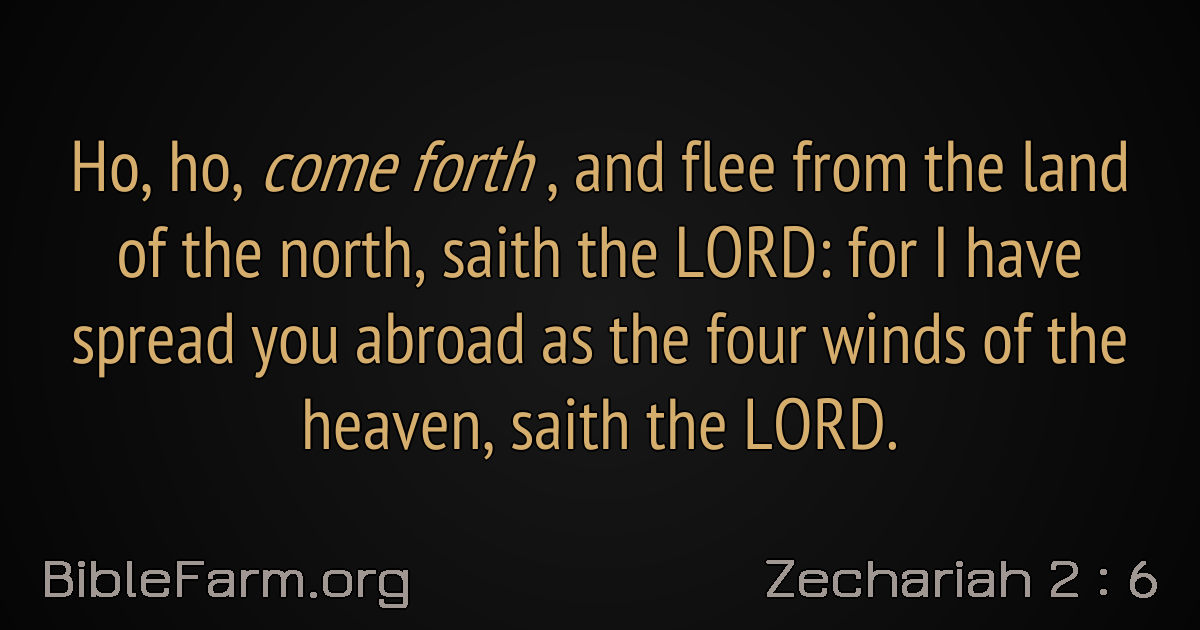 Ho, ho, come forth , and flee from the land
of the north, saith the LORD: for I have
spread you abroad as the four winds of the
heaven, saith the LORD.
BibleFarm.org
Zechariah 2 : 6